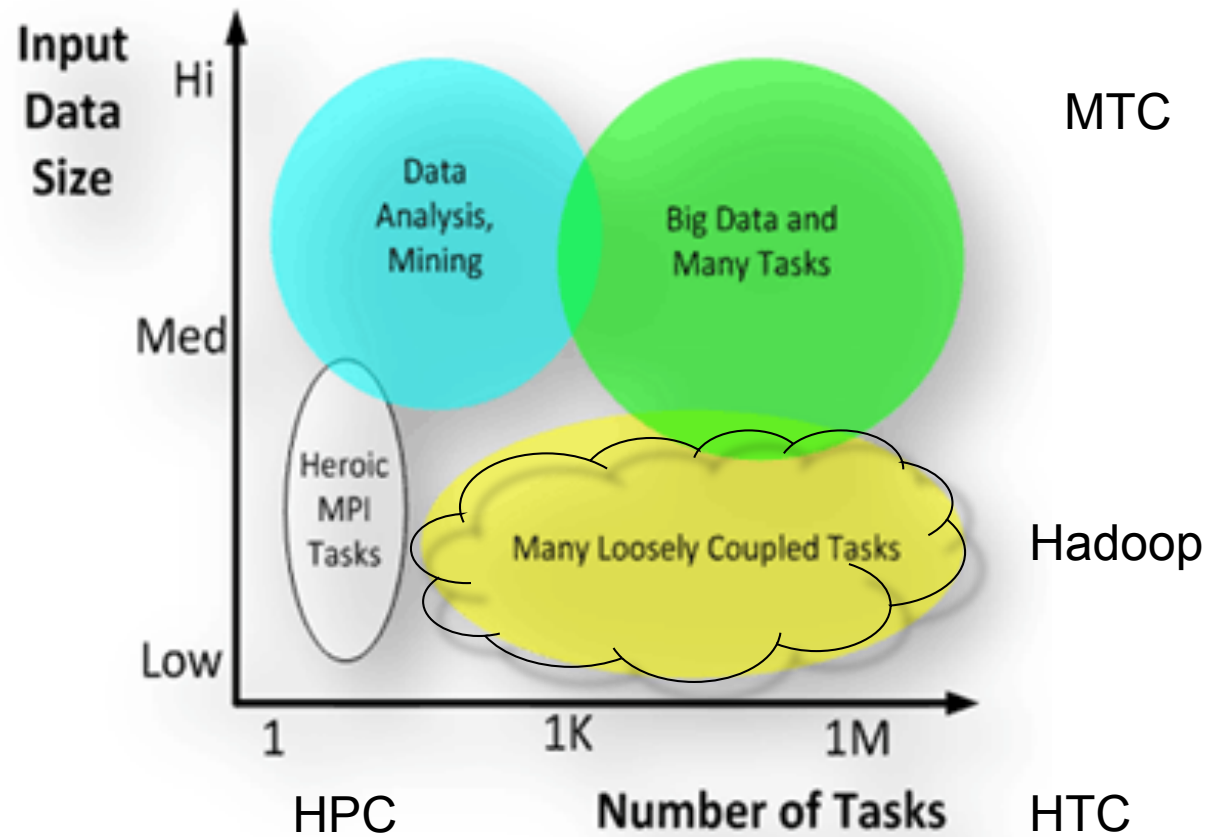 Input
Data
Size
Hi
Med
Low
MTC
Data
Analysis,
Mining
Big Data and
Many Tasks
Heroic
MPI
Tasks
Many Loosely Coupled Tasks
Hadoop
1
1K
1M
HPC
Number of Tasks
HTC